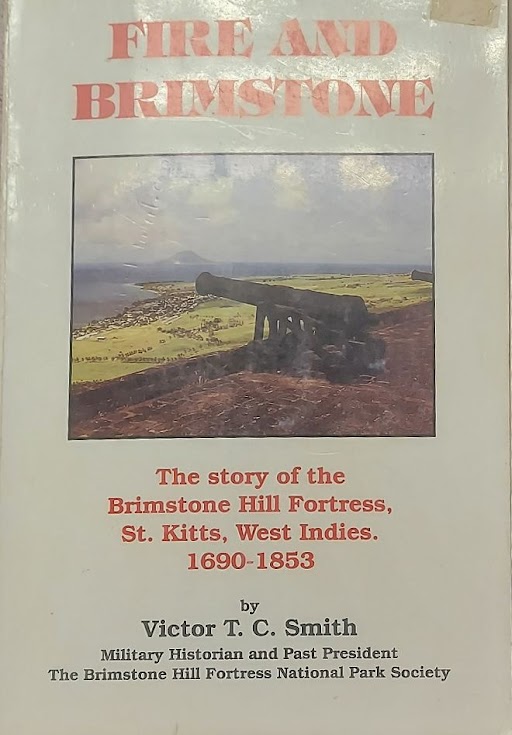 FIRE AND
BRIMSTONE
The story of the
Brimstone Hill Fortress,
St. Kitts, West Indies.
1690-1853
by
Victor T. C. Smith
Military Historian and Past President
The Brimstone Hill Fortress National Park Society